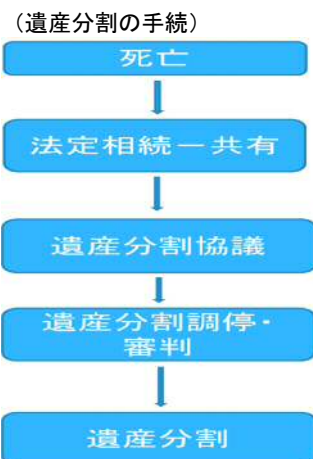 （遺産分割の手続）
死亡
法定相続－共有
遺産分割協議
遺産分割調停・
審判
遺産分割